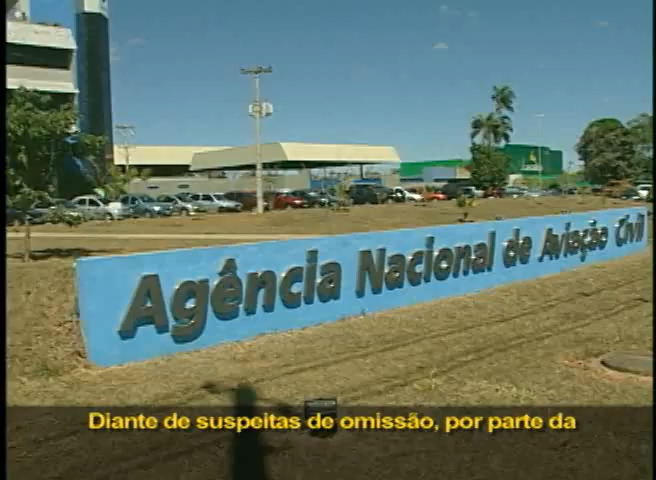 Agência Nacional de Aviação Civil
Diante de suspeitas de omissão, por parte da